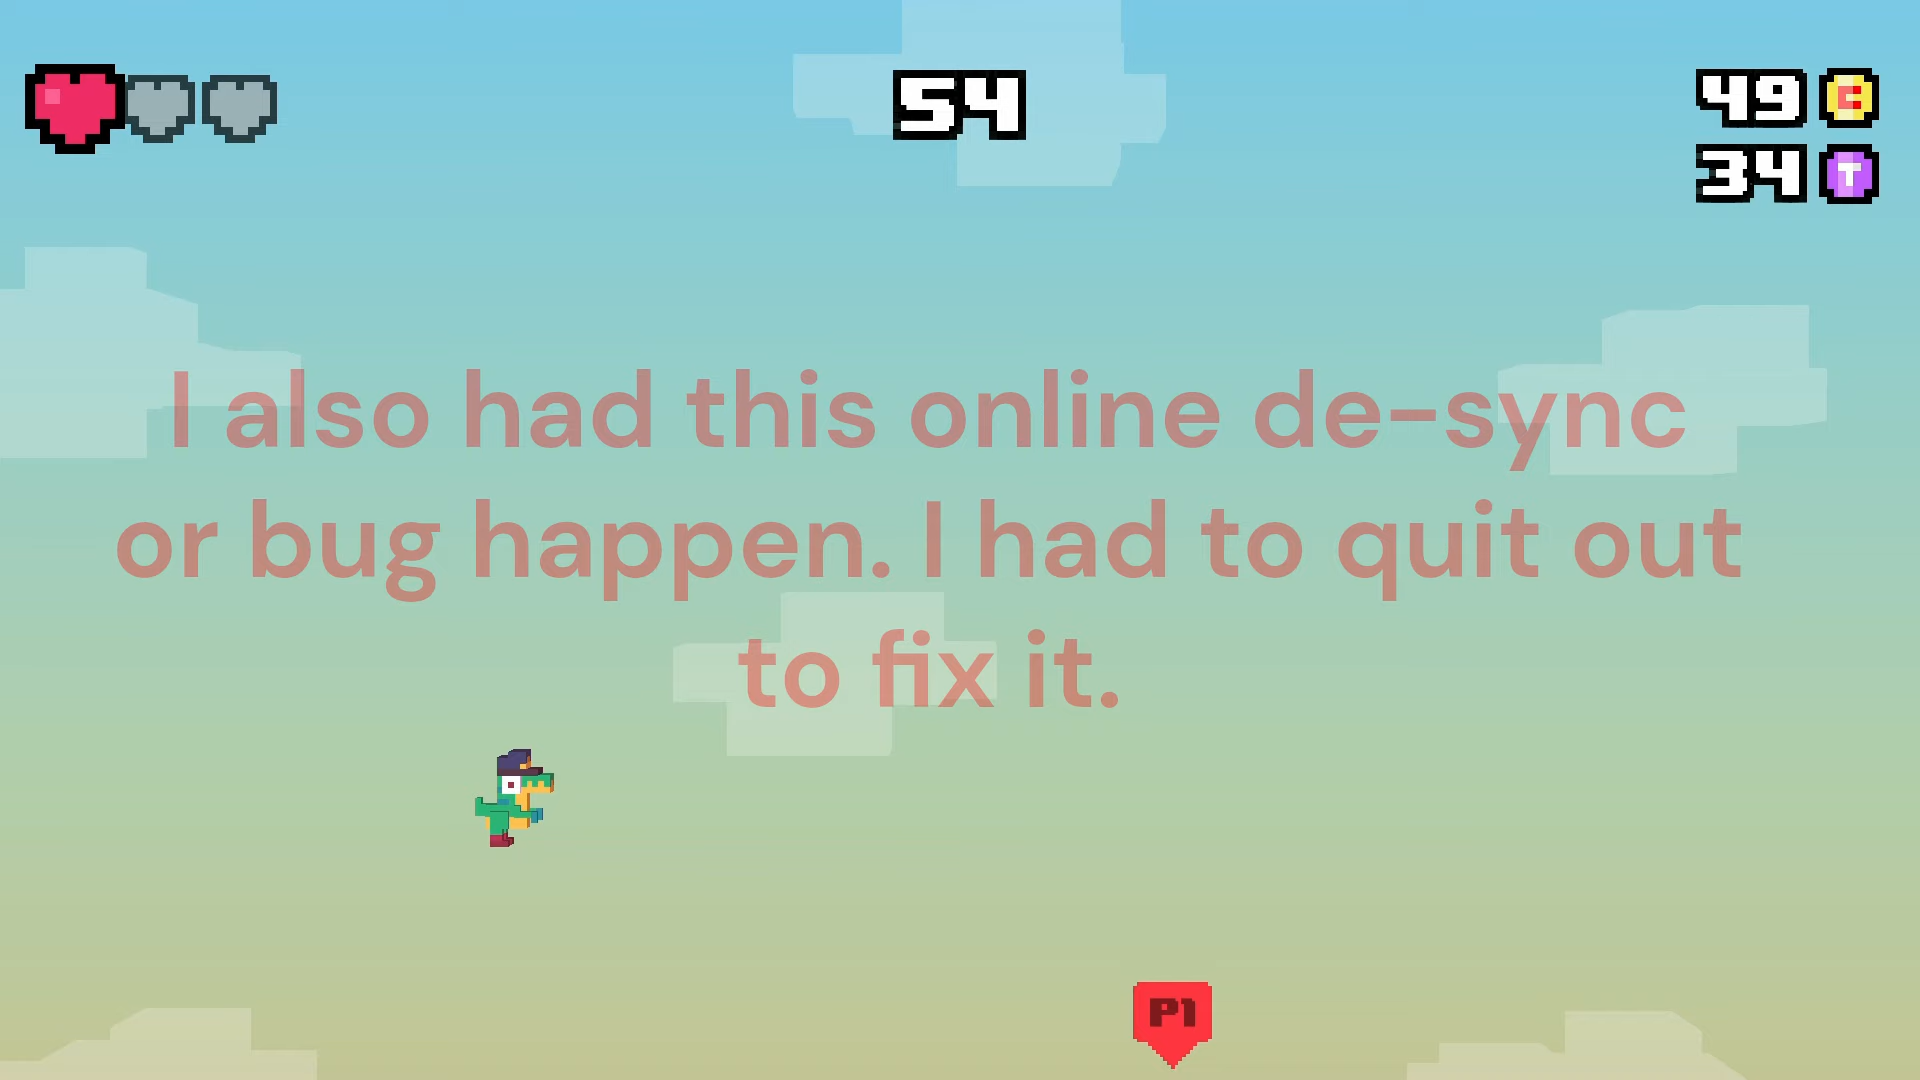 54
49 C
34 T
I also had this online de-sync
or bug happen. I had to quit out
to fix it.
P1